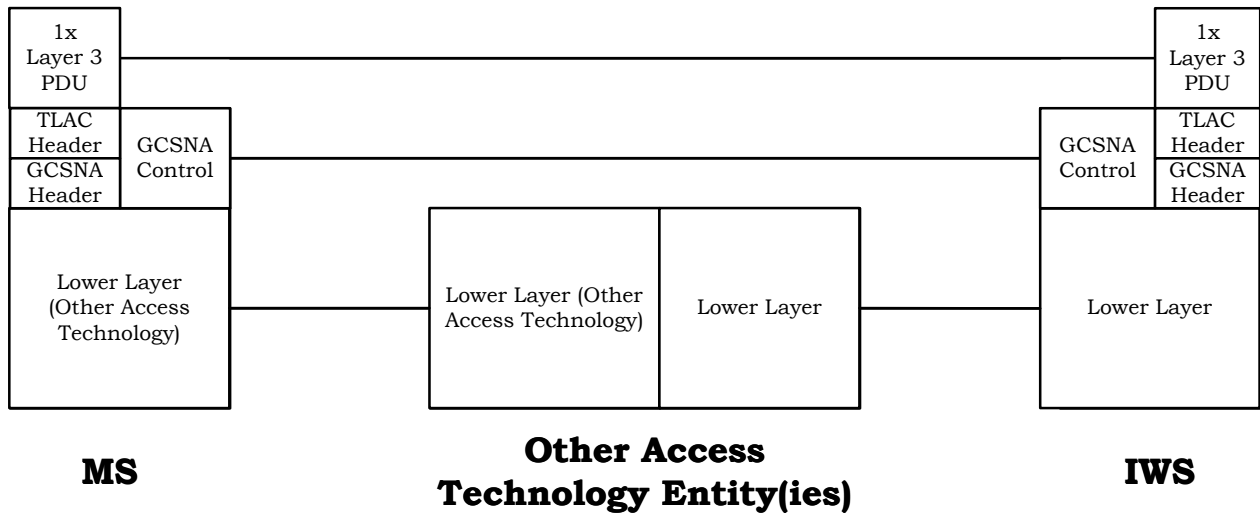 1x
Layer 3
PDU
TLAC
Header
GCSNA
Header
GCSNA
Control
Lower Layer
(Other Access
Technology)
Lower Layer (Other
Access Technology)
Lower Layer
1x
Layer 3
PDU
GCSNA
Control
TLAC
Header
GCSNA
Header
Lower Layer
MS
Other Access
Technology Entity(ies)
IWS